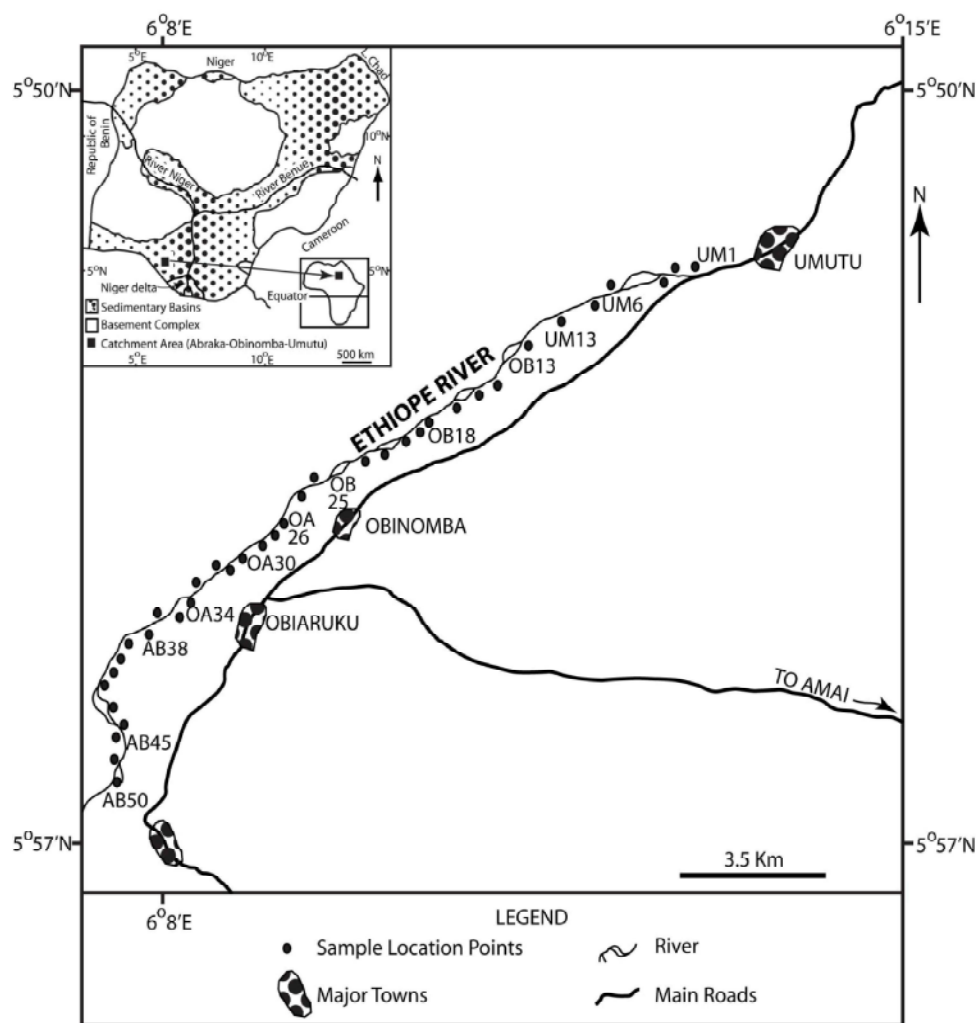 6°8'E
6°15'E
5°50'N
5°50'N
5°E
Niger
10°E
L. Chad
Republic of
Benin
10°N
10°N
N
River Niger
River Benue
Cameroon
5°N
5°N
Niger delta
Equator
Sedimentary Basins
Basement Complex
Catchment Area (Abraka-Obinomba-Umutu)
5°E
10°E
500 km
N
UM1
UMUTU
UM6
UM13
OB13
ETHIOPE RIVER
OB18
OB
25
OA
26
OBINOMBA
OA30
OA34
OBIARUKU
AB38
TO AMAI
AB45
AB50
5°57'N
5°57'N
3.5 Km
6°8'E
LEGEND
Sample Location Points
River
Major Towns
Main Roads